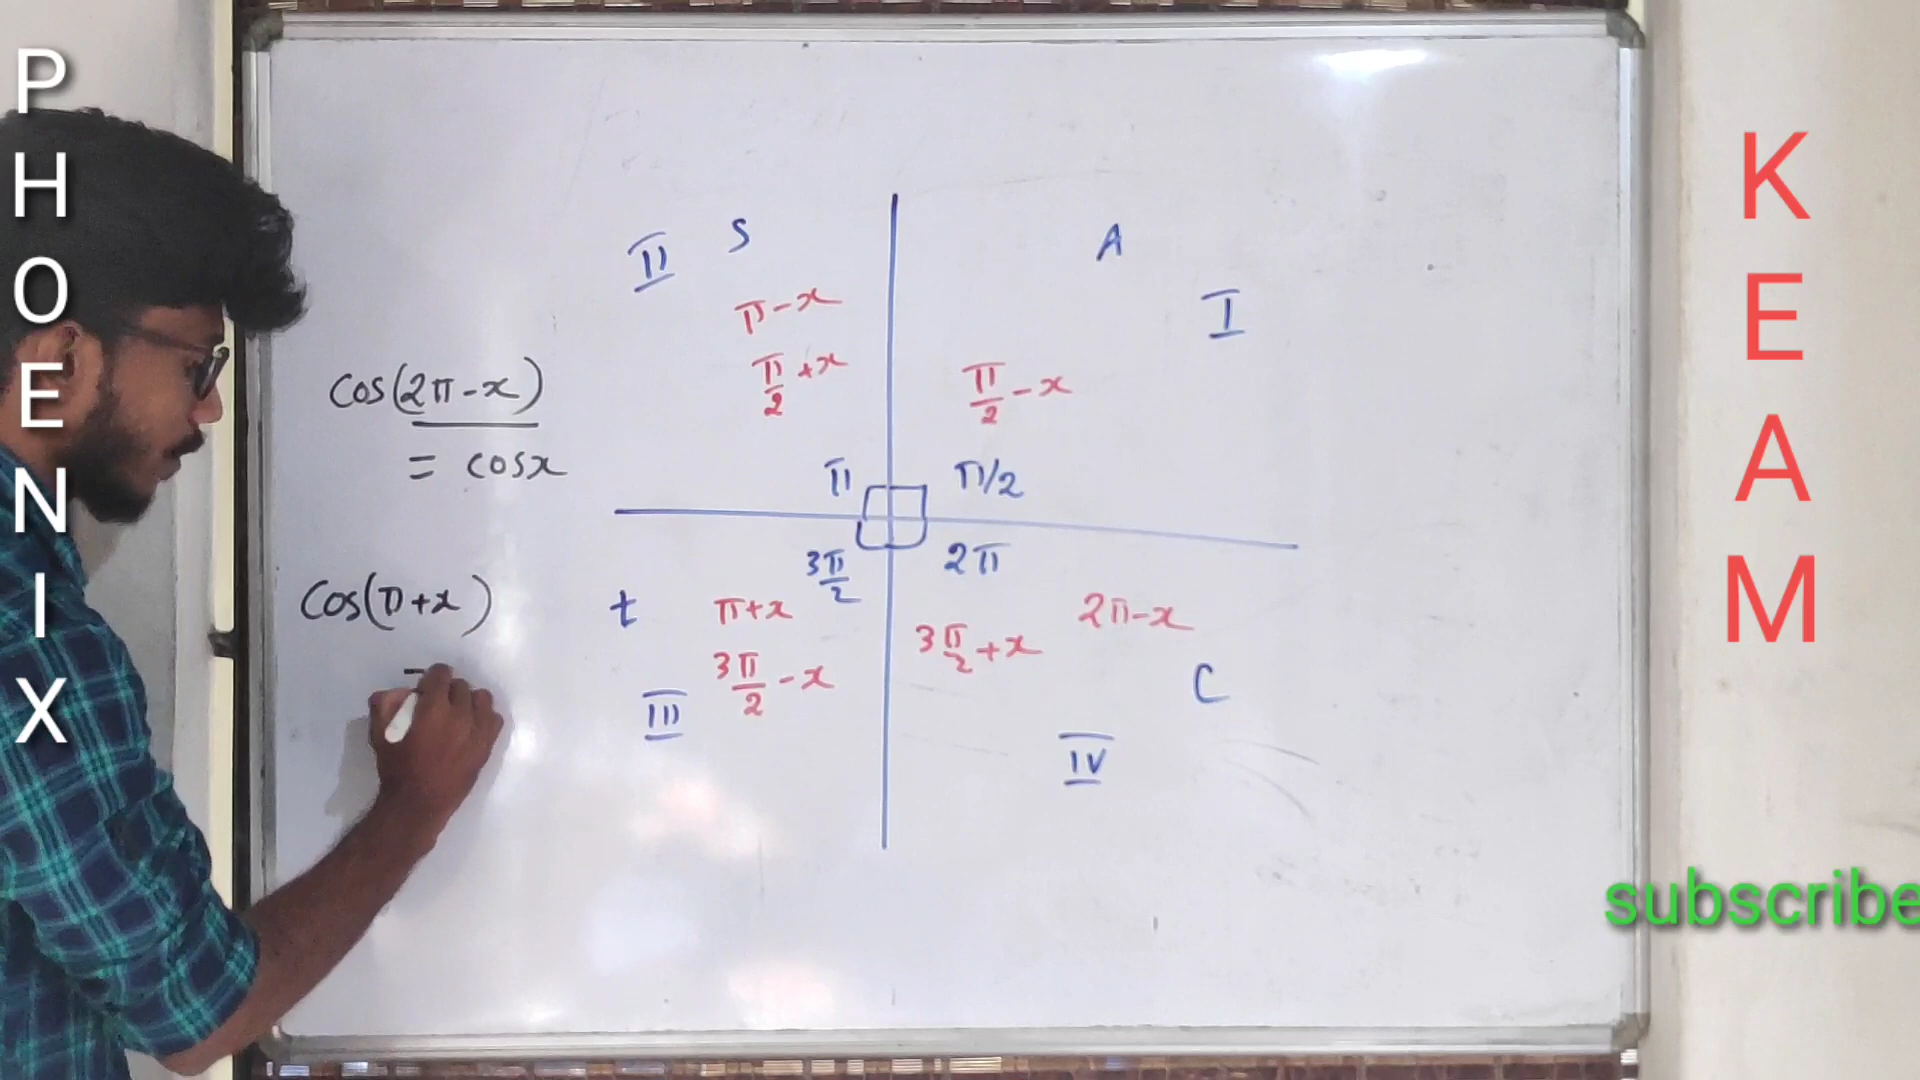 PHOENIX
KEAM
subscribe
II S
A
I
π-x
π/2 +x
π/2 -x
cos(2π-x)
= cosx
π
π/2
3π/2
2π
cos(π+x)
t
π+x
3π/2 -x
III
3π/2 +x
2π-x
C
IV